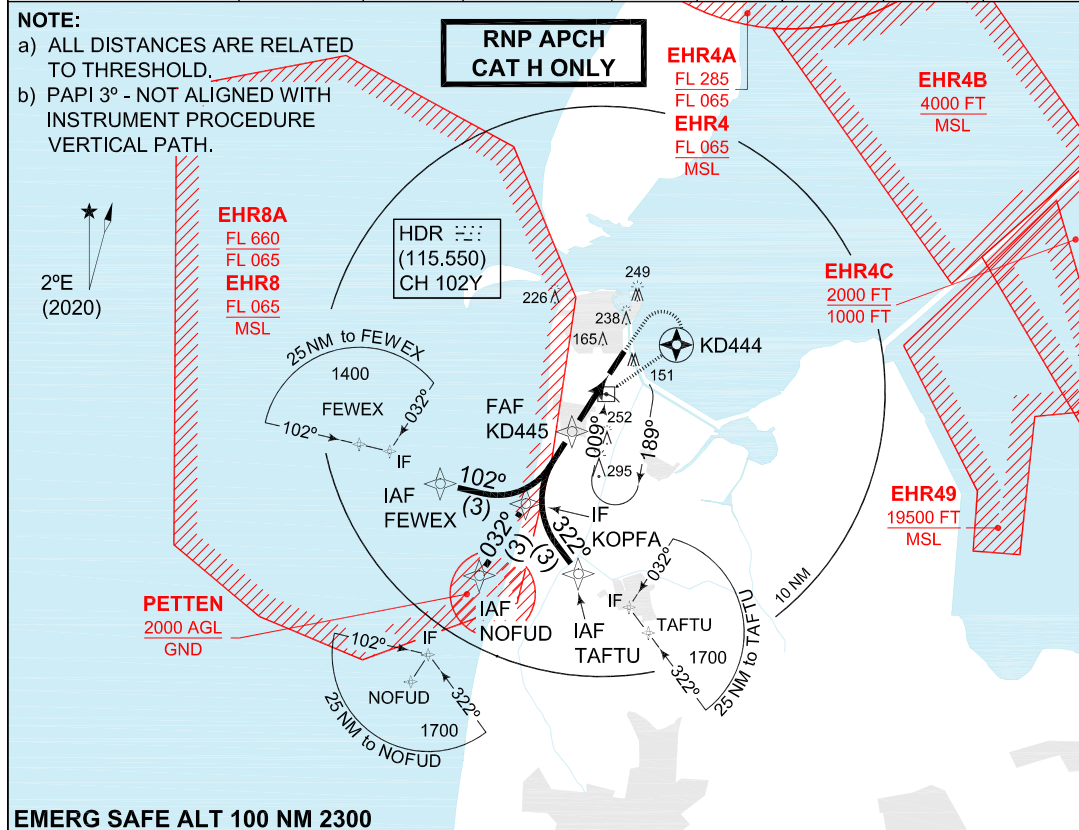 NOTE:
a) ALL DISTANCES ARE RELATED
TO THRESHOLD.
b) PAPI 3º - NOT ALIGNED WITH
INSTRUMENT PROCEDURE
VERTICAL PATH.
RNP APCH
CAT H ONLY
EHR4A
FL 285
FL 065
EHR4
FL 065
MSL
EHR4B
4000 FT
MSL
2ºE
(2020)
EHR8A
FL 660
FL 065
EHR8
FL 065
MSL
HDR
(115.550)
CH 102Y
EHR4C
2000 FT
1000 FT
226
249
238
165
151
KD444
25NM to FEWEX
1400
FEWEX
032º
102º
IF
FAF
KD445
252
009º
189º
295
102º
(3)
IAF
FEWEX
IF
KOPFA
032º
(3)
322º
(3)
EHR49
19500 FT
MSL
PETTEN
2000 AGL
GND
IAF
NOFUD
IAF
TAFTU
032º
IF
TAFTU
1700
322º
25 NM to TAFTU
10 NM
102º
IF
NOFUD
322º
1700
25 NM to NOFUD
EMERG SAFE ALT 100 NM 2300